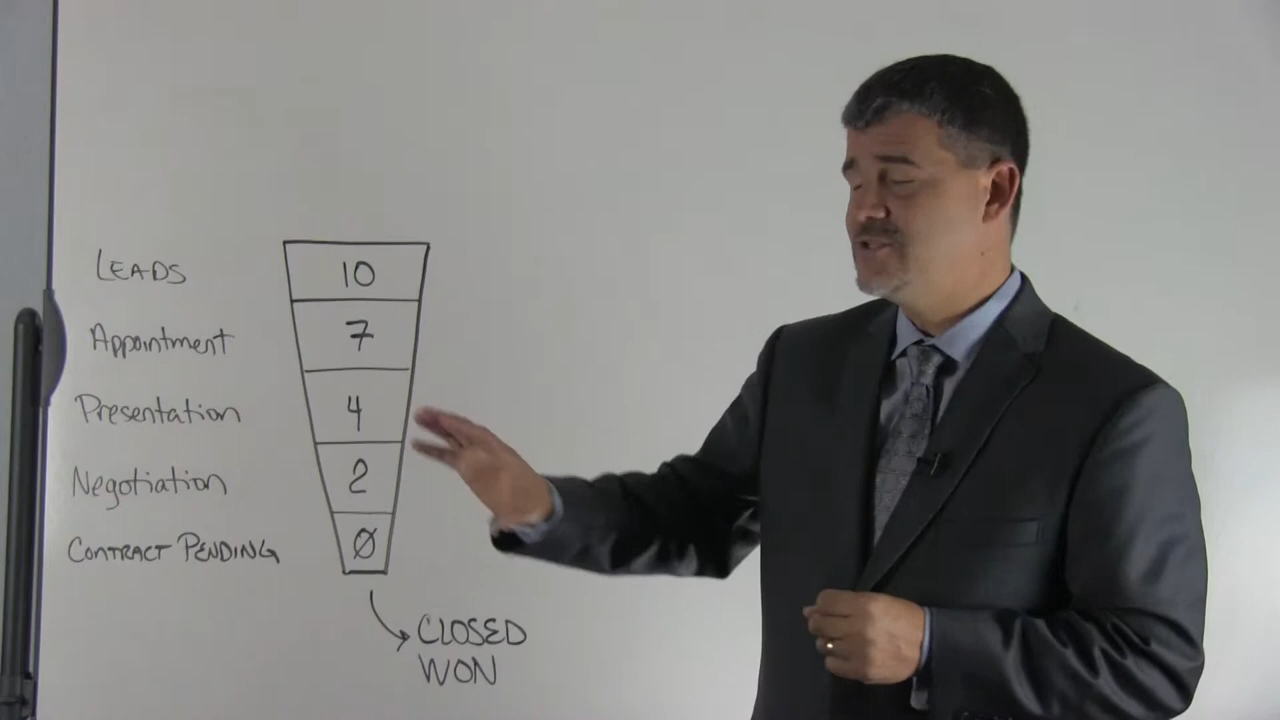 LEADS 10
Appointment 7
Presentation 4
Negotiation 2
CONTRACT PENDING Ø
CLOSED
WON